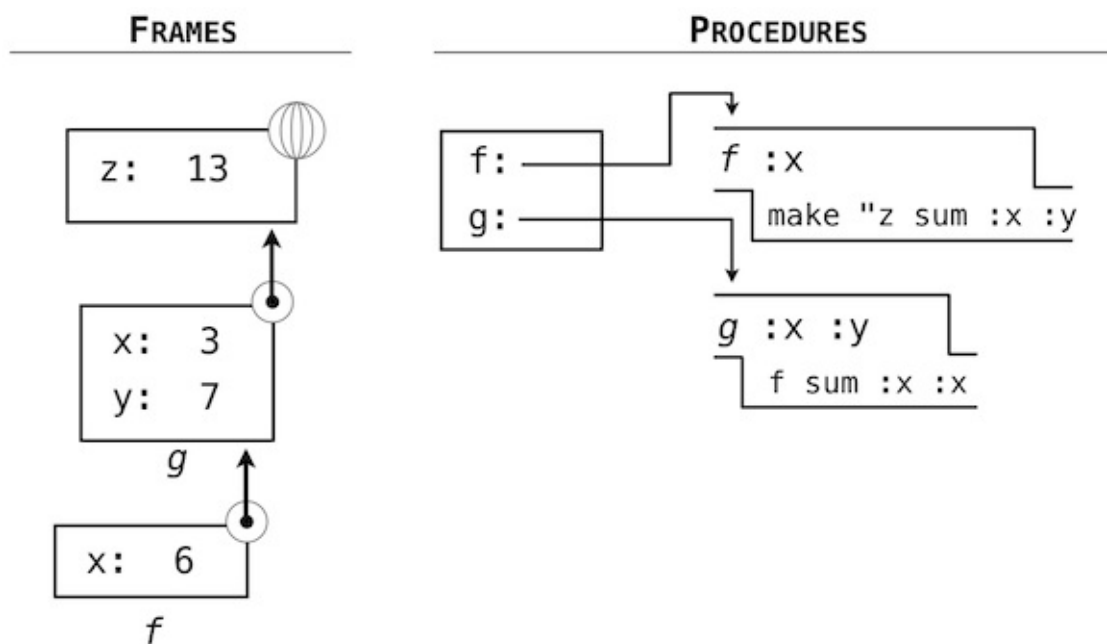 FRAMES
z: 13
x: 3
y: 7
g
x: 6
f
PROCEDURES
f:
g:
f :x
make "z sum :x :y
g :x :y
f sum :x :x